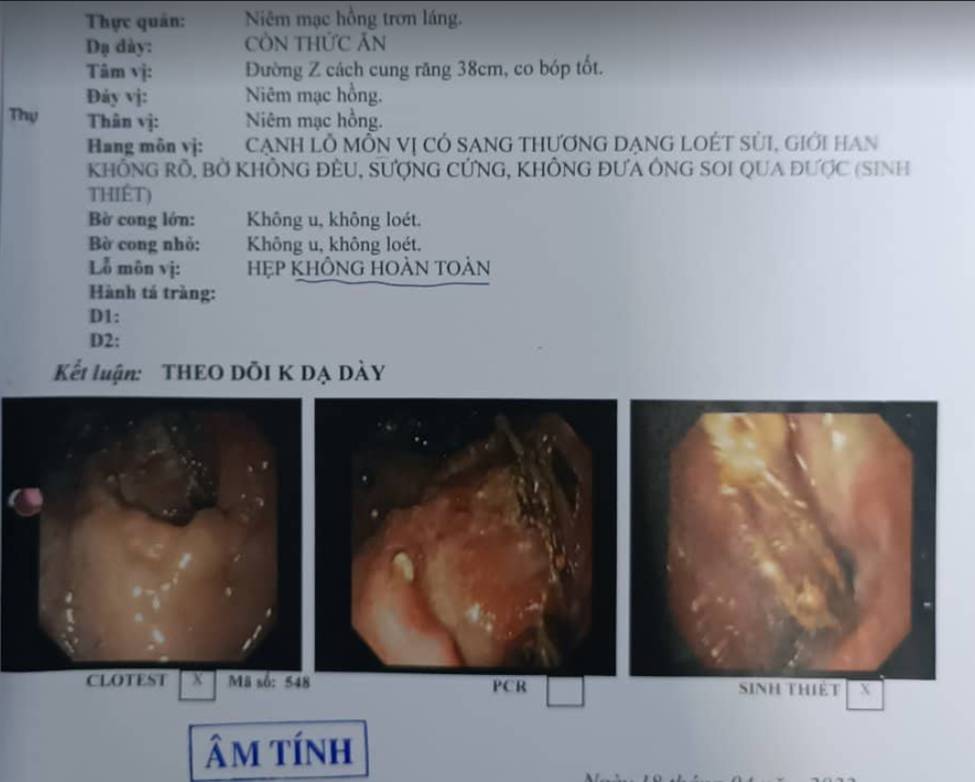 Thực quản: Niêm mạc hồng trơn láng.
Dạ dày: CÒN THỨC ĂN
Tâm vị: Đường Z cách cung răng 38cm, co bóp tốt.
Đáy vị: Niêm mạc hồng.
Thụ
Thân vị: Niêm mạc hồng.
Hang môn vị: CẠNH LỖ MÔN VỊ CÓ SANG THƯƠNG DẠNG LOÉT SÙI, GIỚI HẠN
KHÔNG RÕ, BỜ KHÔNG ĐỀU, SƯỢNG CỨNG, KHÔNG ĐƯA ỐNG SOI QUA ĐƯỢC (SINH
THIẾT)
Bờ cong lớn: Không u, không loét.
Bờ cong nhỏ: Không u, không loét.
Lỗ môn vị: HẸP KHÔNG HOÀN TOÀN
Hành tá tràng:
D1:
D2:
Kết luận: THEO DÕI K DẠ DÀY
CLOTEST X Mã số: 548
PCR
SINH THIẾT X
ÂM TÍNH